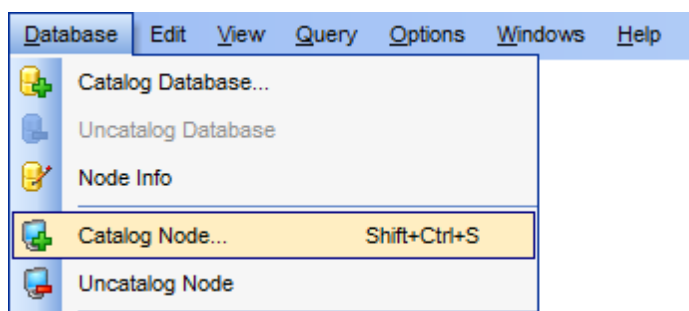 Database Edit View Query Options Windows Help
Catalog Database...
Uncatalog Database
Node Info
Catalog Node... Shift+Ctrl+S
Uncatalog Node